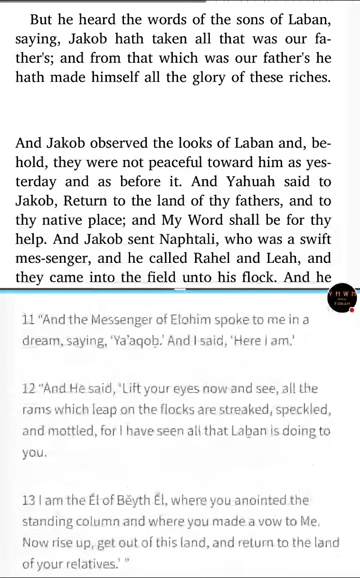 But he heard the words of the sons of Laban,
saying, Jakob hath taken all that was our fa-
ther's; and from that which was our father's he
hath made himself all the glory of these riches.
And Jakob observed the looks of Laban and, be-
hold, they were not peaceful toward him as yes-
terday and as before it. And Yahuah said to
Jakob, Return to the land of thy fathers, and to
thy native place; and My Word shall be for thy
help. And Jakob sent Naphtali, who was a swift
mes-senger, and he called Rahel and Leah, and
they came into the field unto his flock. And he
YHWH
11 “And the Messenger of Elohim spoke to me in a
dream, saying, ‘Ya’aqoḇ.’ And I said, ‘Here I am.’
12 “And He said, ‘Lift your eyes now and see, all the
rams which leap on the flocks are streaked, speckled,
and mottled, for I have seen all that Laḇan is doing to
you.
13 I am the Ěl of Bĕyth Ěl, where you anointed the
standing column and where you made a vow to Me.
Now rise up, get out of this land, and return to the land
of your relatives.’ ”